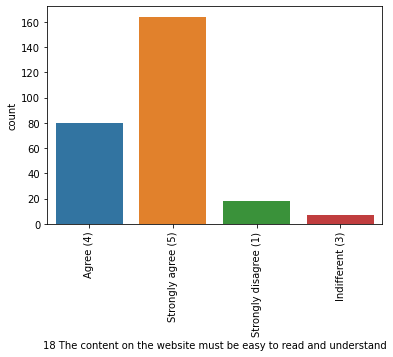 160
140
120
100
80
60
40
20
0
count
Agree (4)
Strongly agree (5)
Strongly disagree (1)
Indifferent (3)
18 The content on the website must be easy to read and understand